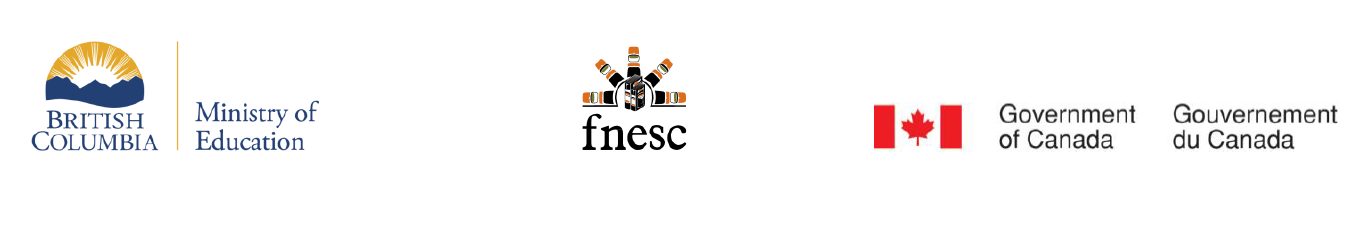 BRITISH
COLUMBIA
Ministry of
Education
fnesc
Government
of Canada
Gouvernement
du Canada